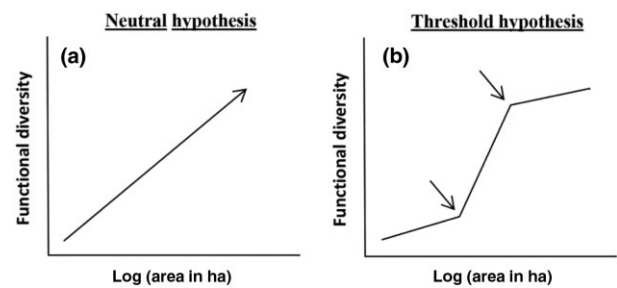 Neutral hypothesis
(a)
Functional diversity
Log (area in ha)
Threshold hypothesis
(b)
Functional diversity
Log (area in ha)